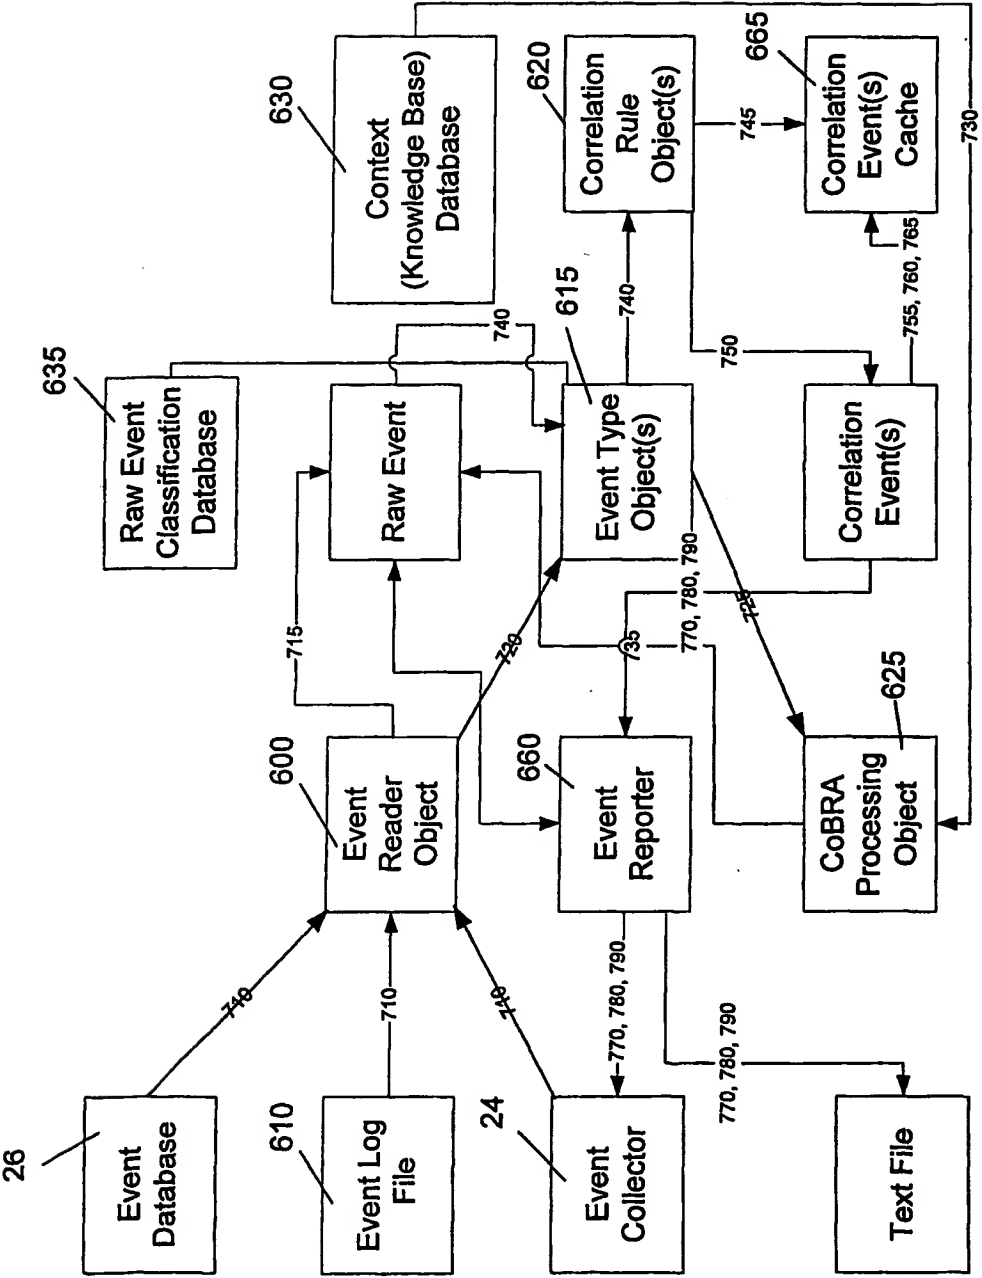 26
Event
Database
610
Event Log
File
24
Event
Collector
Text File
710
710
710
770, 780, 790
770, 780, 790
600
Event
Reader
Object
660
Event
Reporter
625
CoBRA
Processing
Object
715
720
735
770, 780, 790
725
635
Raw Event
Classification
Database
Raw Event
615
Event Type
Object(s)
Correlation
Event(s)
740
740
750
755, 760, 765
630
Context
(Knowledge Base)
Database
620
Correlation
Rule
Object(s)
745
665
Correlation
Event(s)
Cache
730